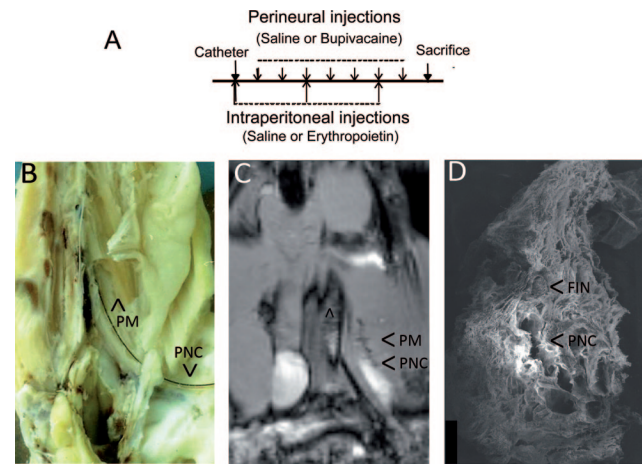 A
Perineural injections
(Saline or Bupivacaine)
Catheter
Sacrifice
Intraperitoneal injections
(Saline or Erythropoietin)
B
C
D
PM
PNC
PM
PNC
FIN
PNC